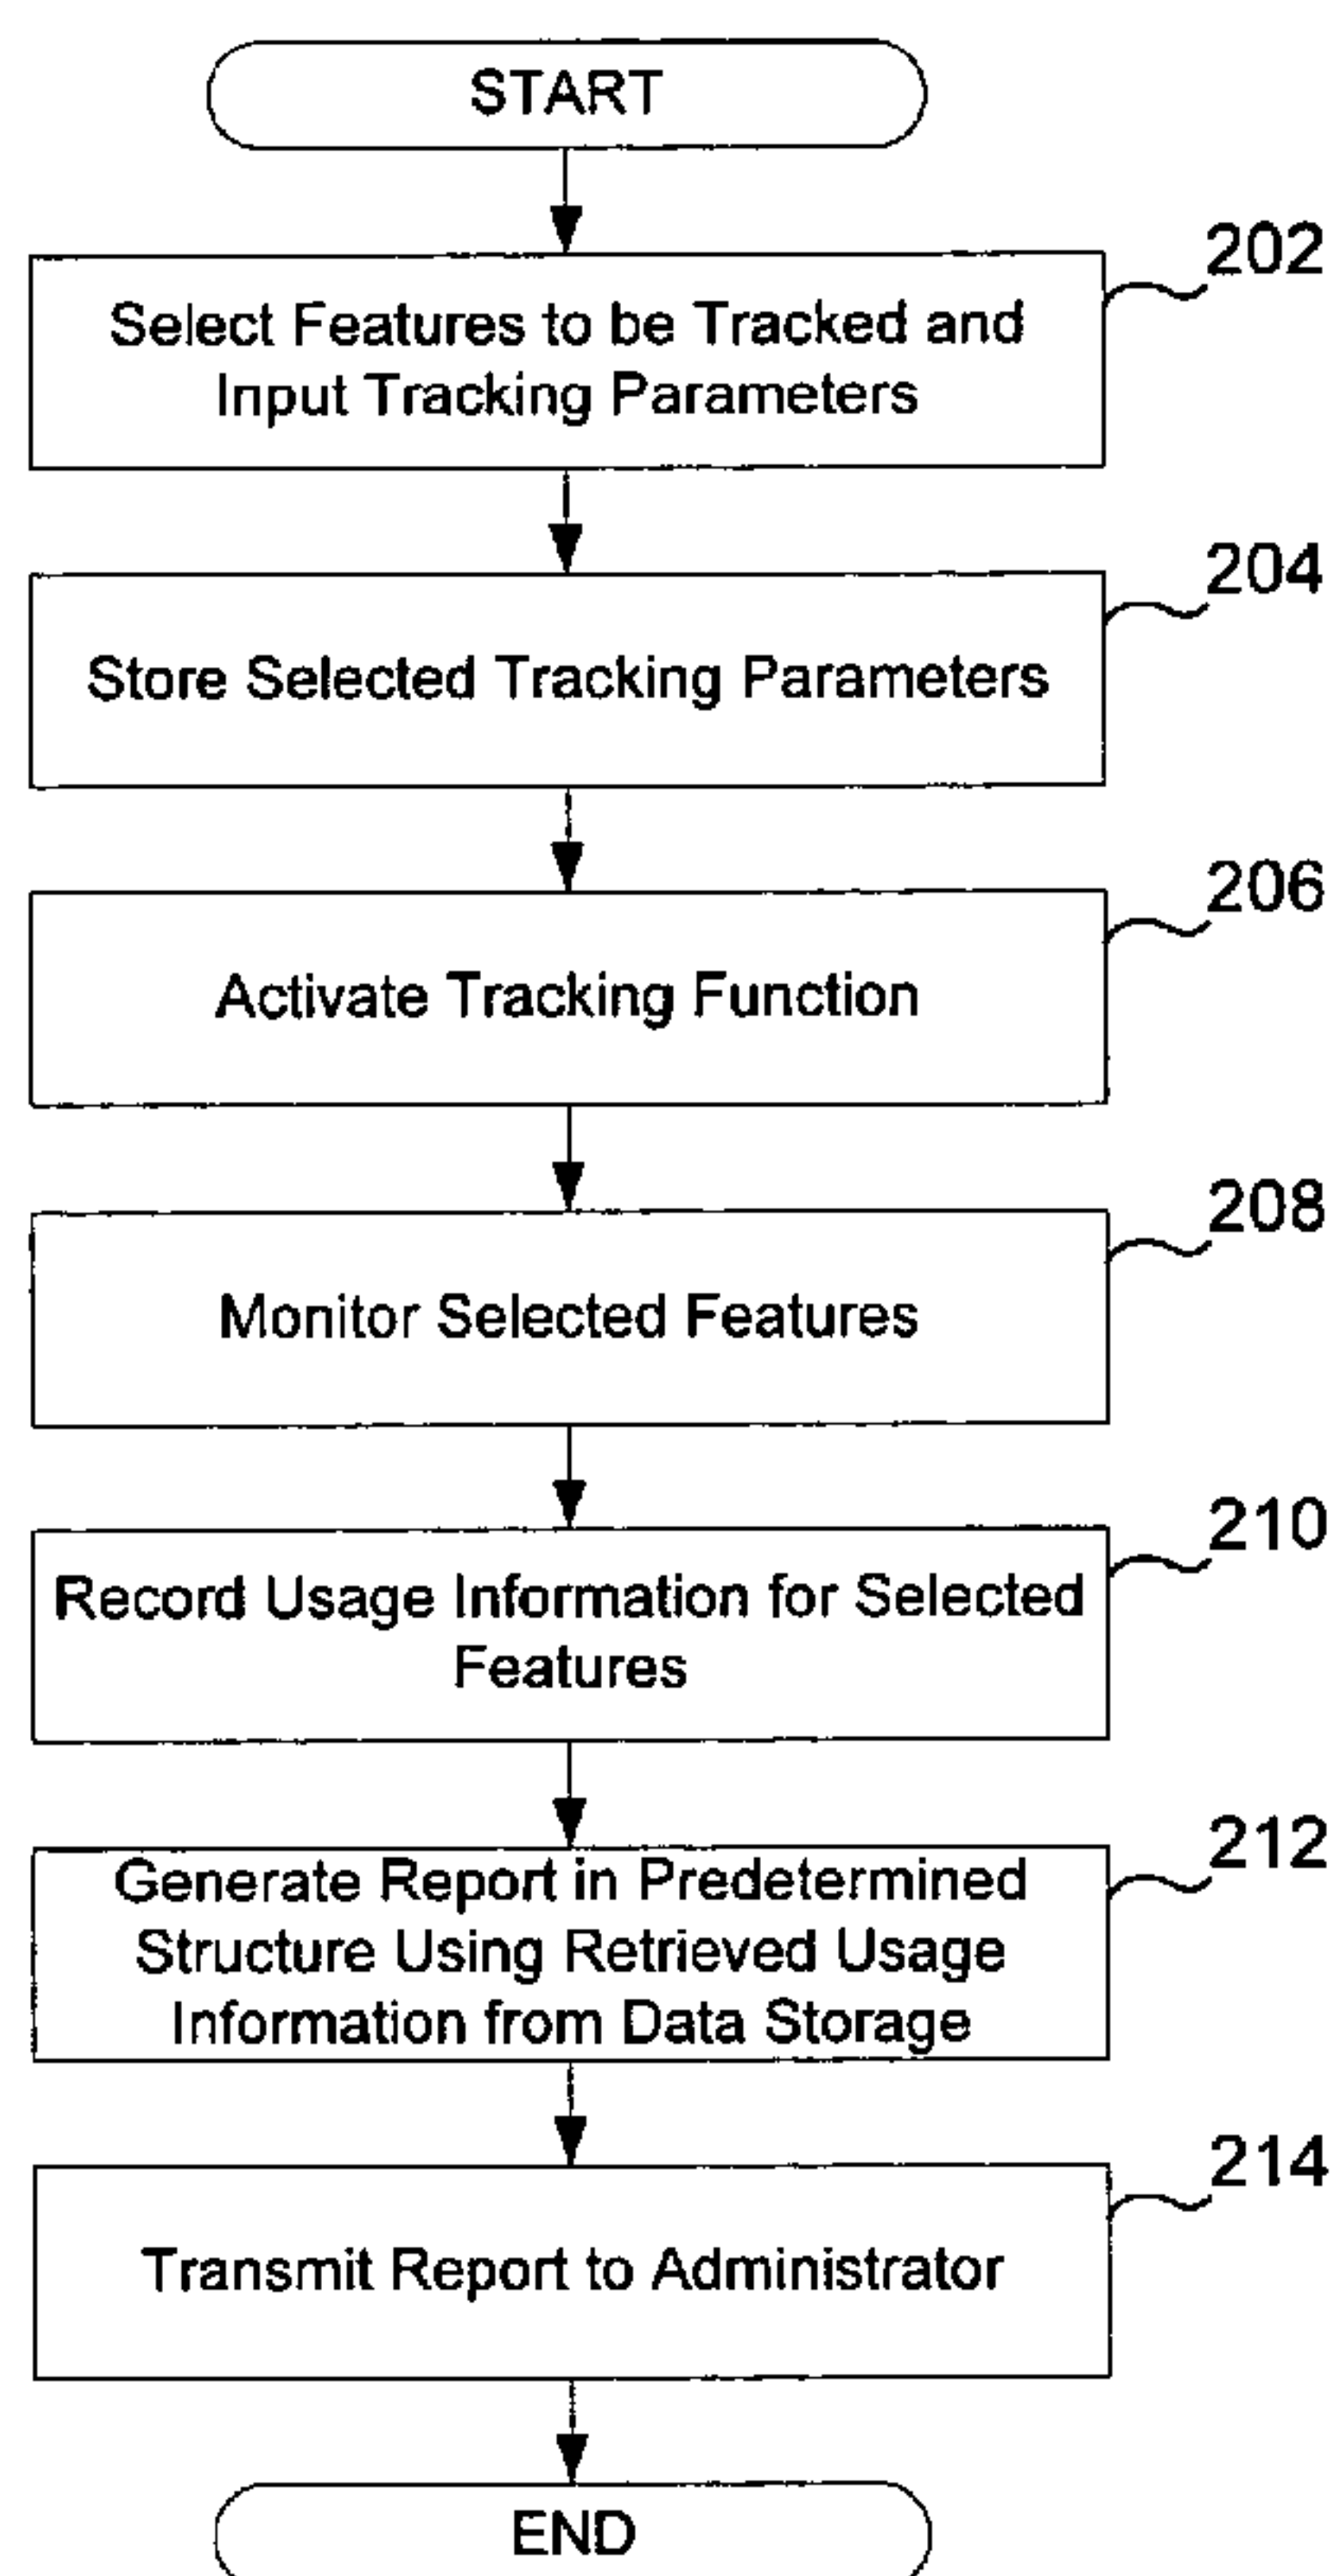 START
202
Select Features to be Tracked and
Input Tracking Parameters
204
Store Selected Tracking Parameters
206
Activate Tracking Function
208
Monitor Selected Features
210
Record Usage Information for Selected
Features
212
Generate Report in Predetermined
Structure Using Retrieved Usage
Information from Data Storage
214
Transmit Report to Administrator
END